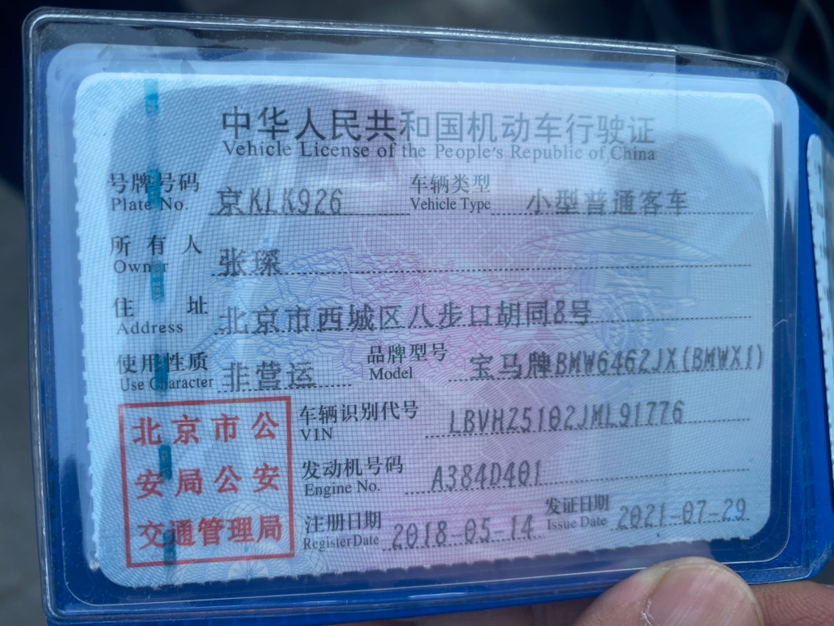 中华人民共和国机动车行驶证
Vehicle License of the People's Republic of China
号牌号码 京KLK926 车辆类型 小型普通客车
Plate No. Vehicle Type
所有人 张琛
Owner
住址 北京市西城区八步口胡同8号
Address
使用性质 非营运 品牌型号 宝马牌BMW6462JX(BMWX1)
Use Character Model
北京市公
安局公安
交通管理局
车辆识别代号 LBVHZ5102JML91776
VIN
发动机号码 A384D401
Engine No.
注册日期 2018-05-14 发证日期 2021-07-29
Register Date Issue Date